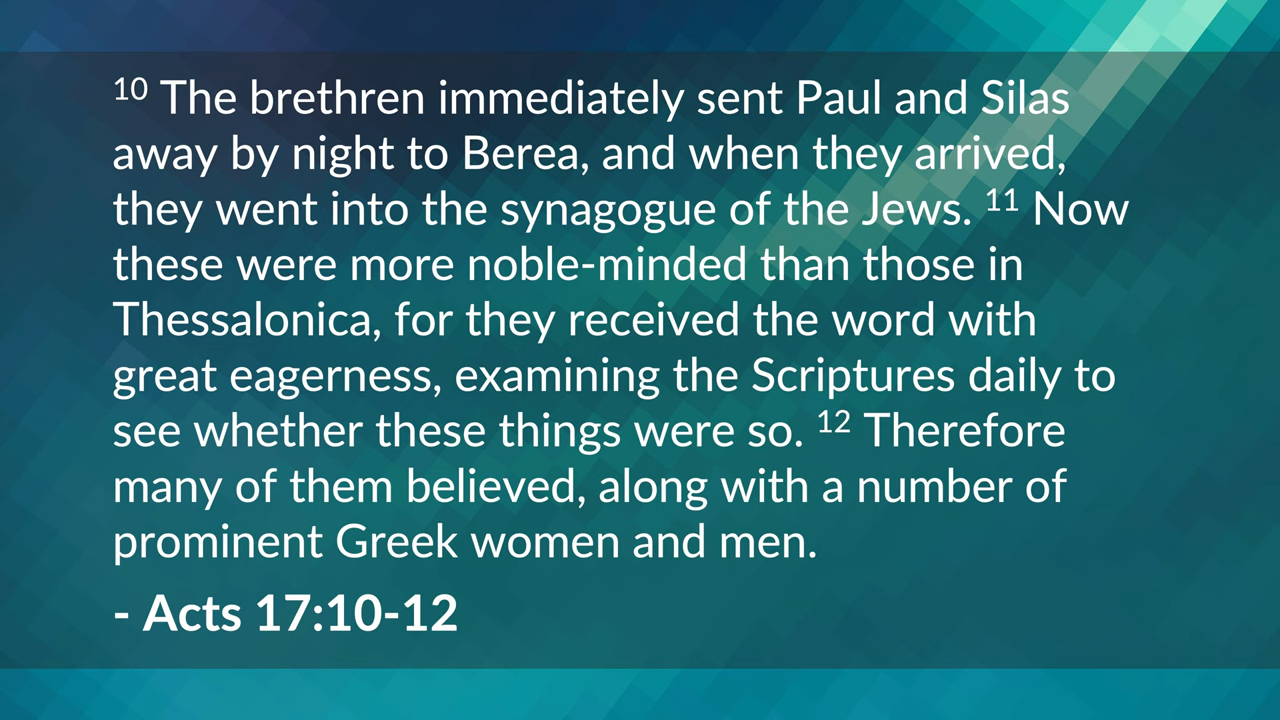 10 The brethren immediately sent Paul and Silas
away by night to Berea, and when they arrived,
they went into the synagogue of the Jews. 11 Now
these were more noble-minded than those in
Thessalonica, for they received the word with
great eagerness, examining the Scriptures daily to
see whether these things were so. 12 Therefore
many of them believed, along with a number of
prominent Greek women and men.
- Acts 17:10-12